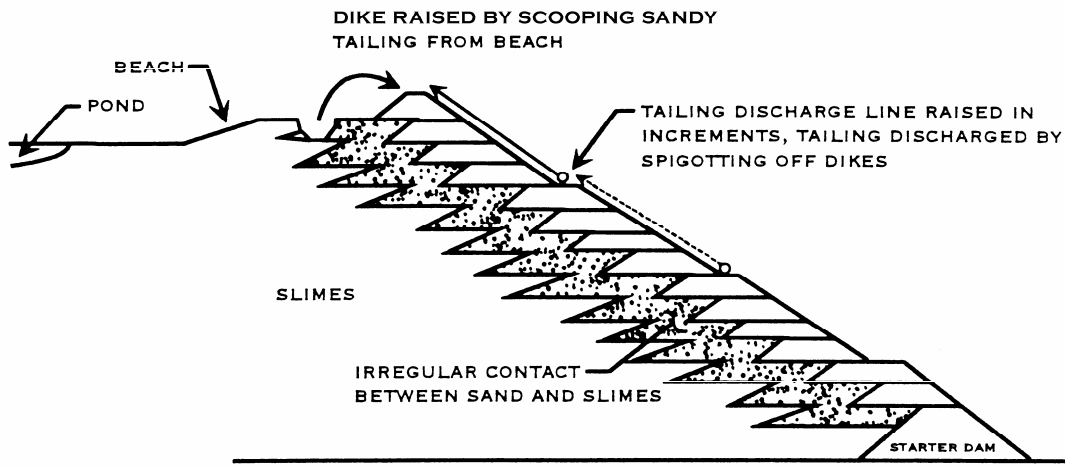 DIKE RAISED BY SCOOPING SANDY
TAILING FROM BEACH
BEACH
POND
TAILING DISCHARGE LINE RAISED IN
INCREMENTS, TAILING DISCHARGED BY
SPIGOTTING OFF DIKES
SLIMES
IRREGULAR CONTACT
BETWEEN SAND AND SLIMES
STARTER DAM